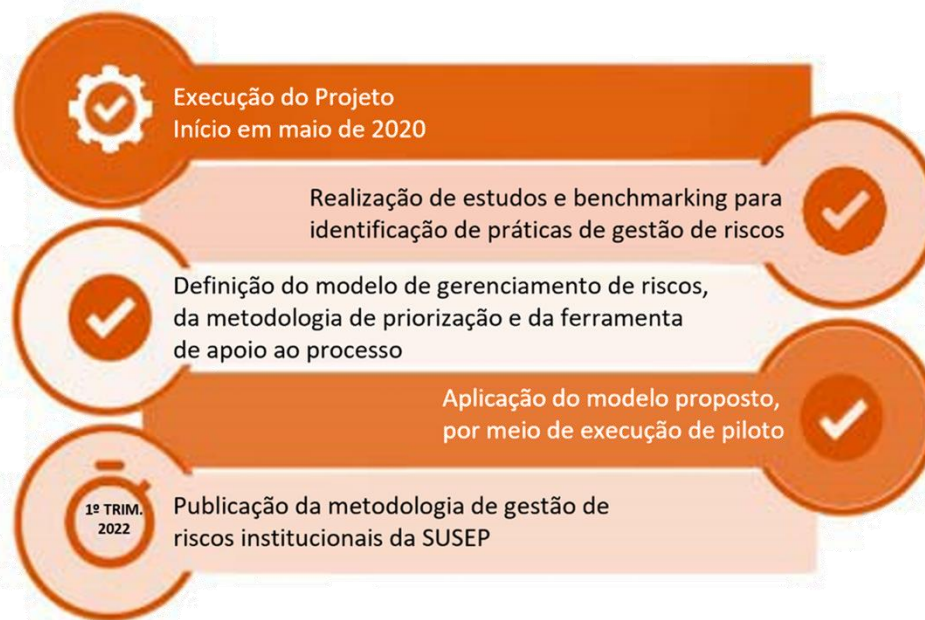 Execução do Projeto
Início em maio de 2020
Realização de estudos e benchmarking para
identificação de práticas de gestão de riscos
Definição do modelo de gerenciamento de riscos,
da metodologia de priorização e da ferramenta
de apoio ao processo
Aplicação do modelo proposto,
por meio de execução de piloto
1º TRIM.
2022
Publicação da metodologia de gestão de
riscos institucionais da SUSEP